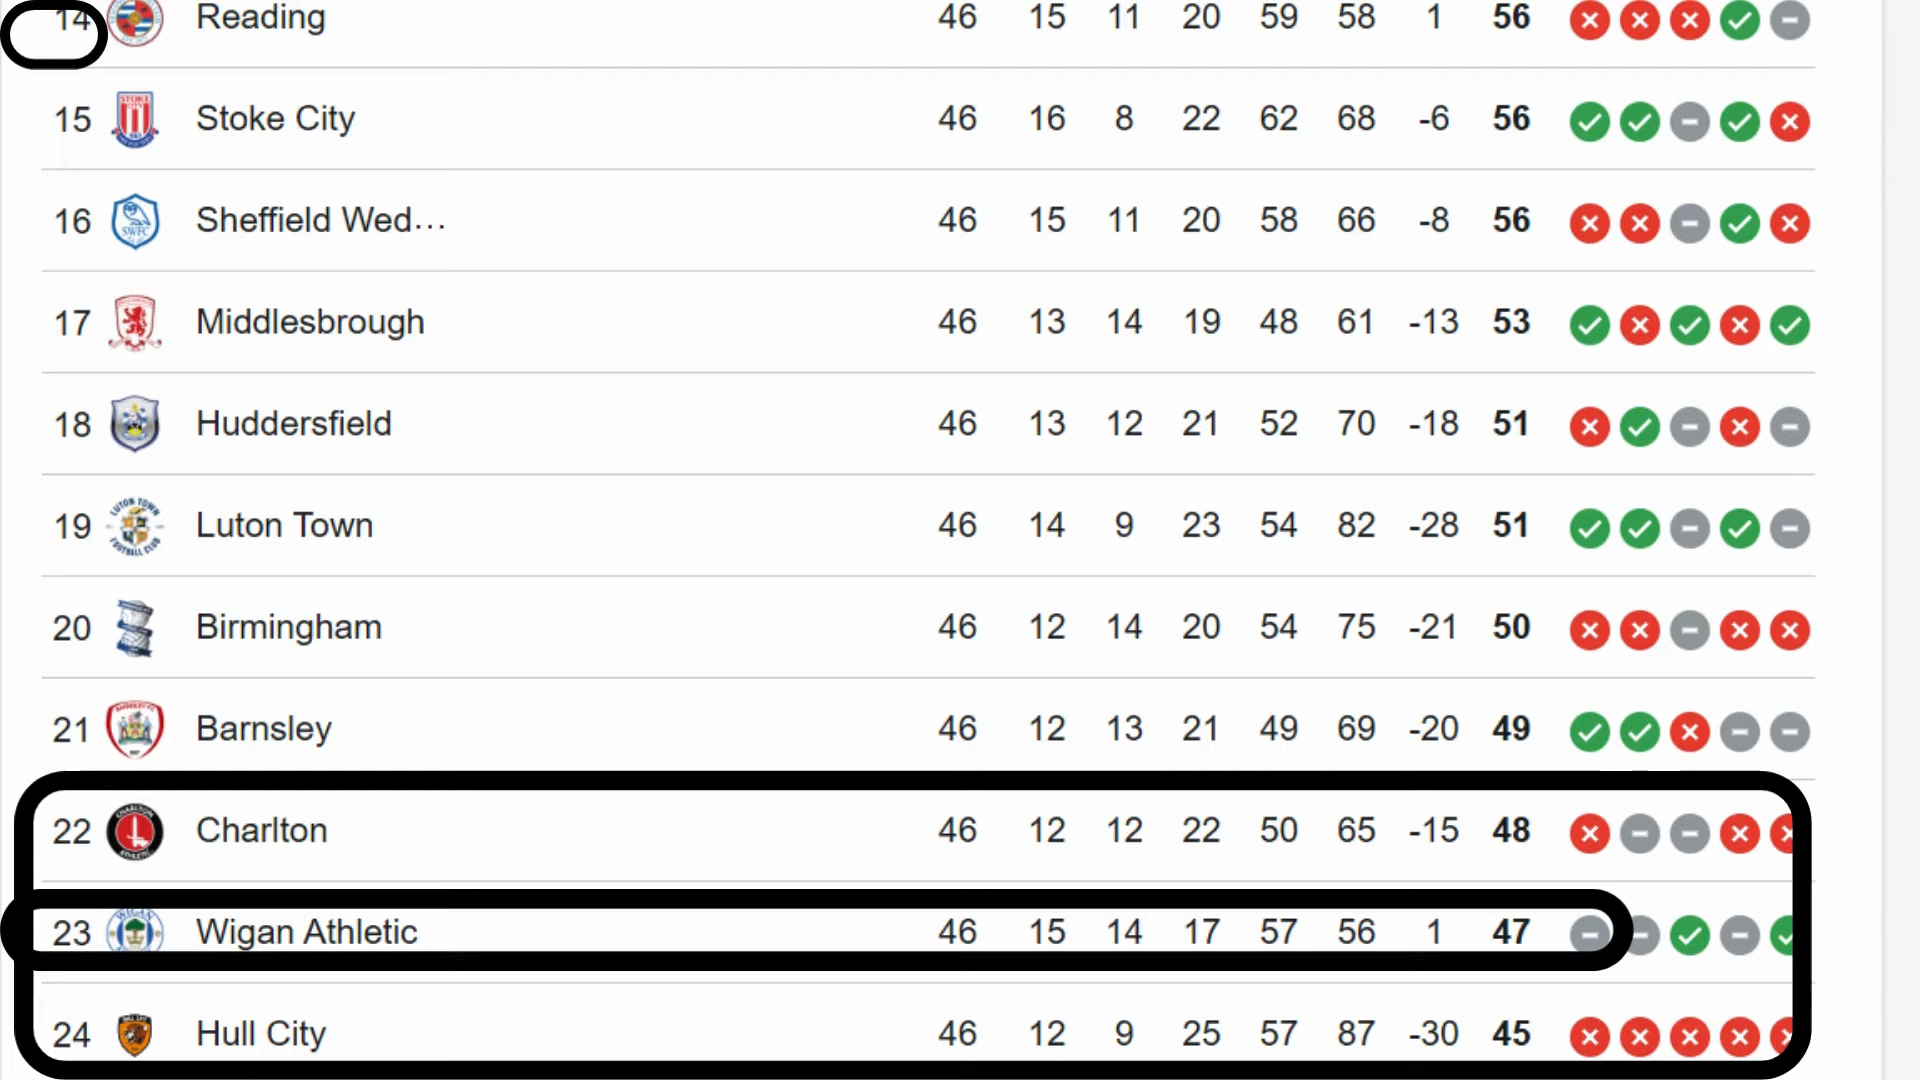 14 Reading 46 15 11 20 59 58 1 56
15 Stoke City 46 16 8 22 62 68 -6 56
16 Sheffield Wed... 46 15 11 20 58 66 -8 56
17 Middlesbrough 46 13 14 19 48 61 -13 53
18 Huddersfield 46 13 12 21 52 70 -18 51
19 Luton Town 46 14 9 23 54 82 -28 51
20 Birmingham 46 12 14 20 54 75 -21 50
21 Barnsley 46 12 13 21 49 69 -20 49
22 Charlton 46 12 12 22 50 65 -15 48
23 Wigan Athletic 46 15 14 17 57 56 1 47
24 Hull City 46 12 9 25 57 87 -30 45